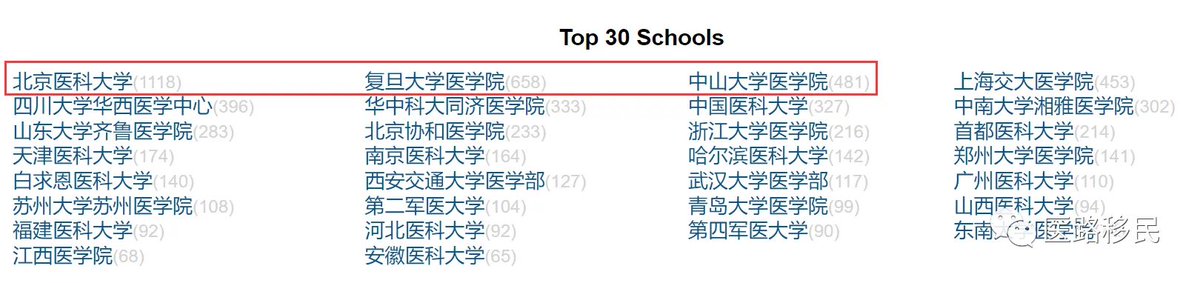 Top 30 Schools
北京医科大学(1118) 复旦大学医学院(658) 中山大学医学院(481) 上海交大医学院(453)
四川大学华西医学中心(396) 华中科大同济医学院(333) 中国医科大学(327) 中南大学湘雅医学院(302)
山东大学齐鲁医学院(283) 北京协和医学院(233) 浙江大学医学院(216) 首都医科大学(214)
天津医科大学(174) 南京医科大学(164) 哈尔滨医科大学(142) 郑州大学医学院(141)
白求恩医科大学(140) 西安交通大学医学部(127) 武汉大学医学部(117) 广州医科大学(110)
苏州大学苏州医学院(108) 第二军医大学(104) 青岛大学医学院(99) 山西医科大学(94)
福建医科大学(92) 河北医科大学(92) 第四军医大学(90) 东南
江西医学院(68) 安徽医科大学(65)
医路移民